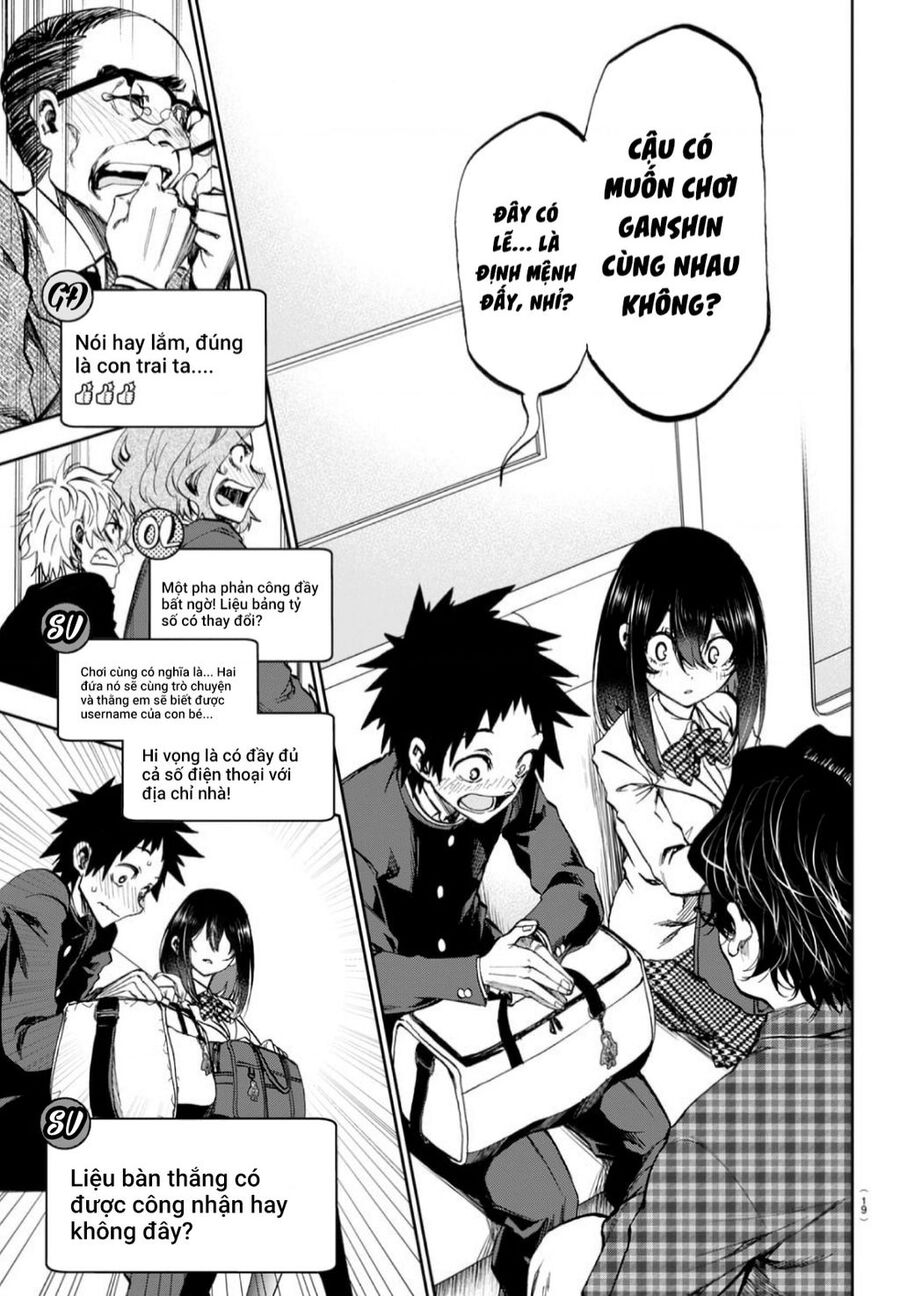 CẬU CÓ
MUỐN CHƠI
GANSHIN
CÙNG NHAU
KHÔNG?
ĐÂY CÓ
LẼ... LÀ
ĐỊNH MỆNH
ĐẤY, NHỈ?
GĐ
Nói hay lắm, đúng
là con trai ta....
👍👍👍
OL
Một pha phản công đầy
bất ngờ! Liệu bảng tỷ
số có thay đổi?
SV
Chơi cùng có nghĩa là... Hai
đứa nó sẽ cùng trò chuyện
và thằng em sẽ biết được
username của con bé...
Hi vọng là có đầy đủ
cả số điện thoại với
địa chỉ nhà!
SV
Liệu bàn thắng có
được công nhận hay
không đây?
(19)